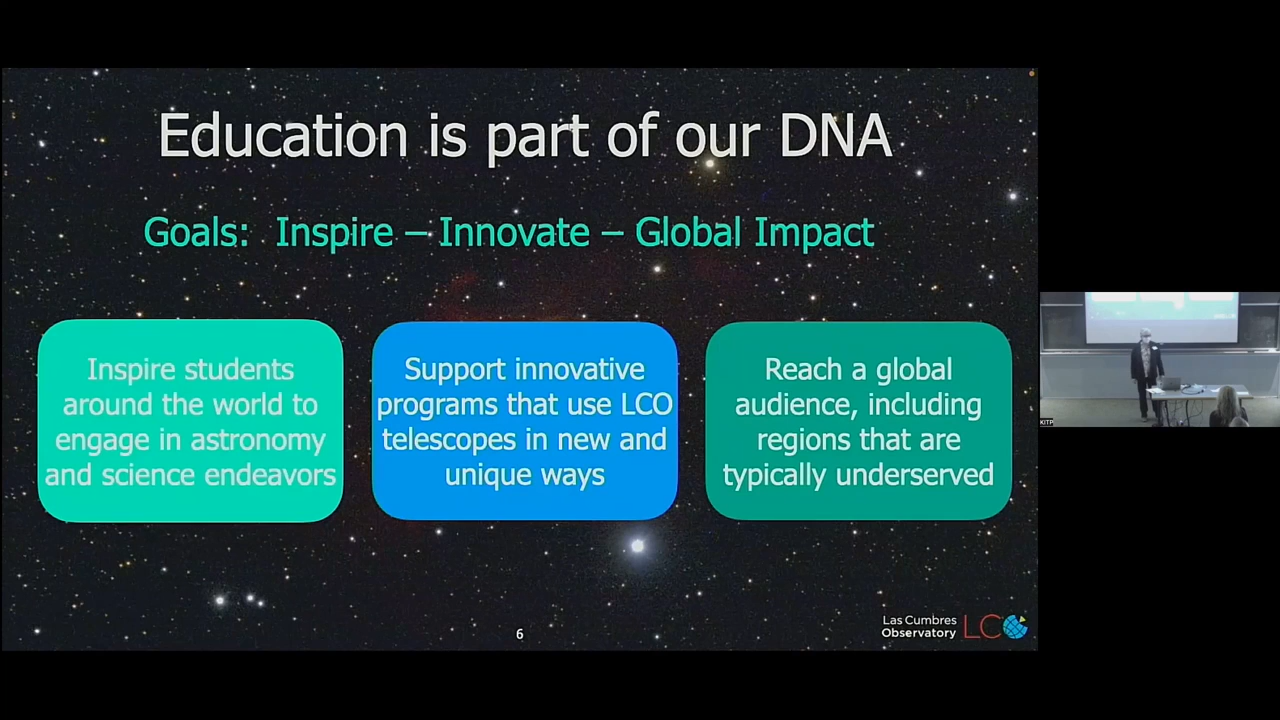 Education is part of our DNA
Goals: Inspire – Innovate – Global Impact
Inspire students
around the world to
engage in astronomy
and science endeavors
Support innovative
programs that use LCO
telescopes in new and
unique ways
Reach a global
audience, including
regions that are
typically underserved
KITP
6
Las Cumbres
Observatory
LCO